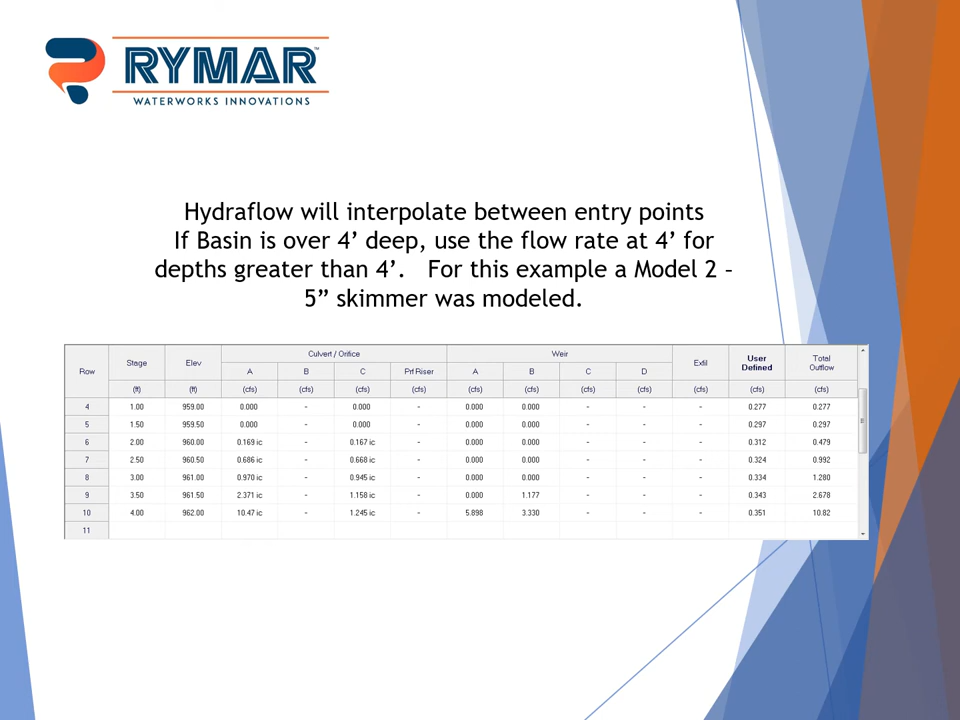 RYMAR™
WATERWORKS INNOVATIONS
Hydraflow will interpolate between entry points
If Basin is over 4’ deep, use the flow rate at 4’ for
depths greater than 4’.   For this example a Model 2 –
5” skimmer was modeled.
Row Stage Elev Culvert / Orifice Weir Exfil User Defined Total Outflow
A B C Prf Riser A B C D
(ft) (ft) (cfs) (cfs) (cfs) (cfs) (cfs) (cfs) (cfs) (cfs) (cfs) (cfs) (cfs)
4 1.00 959.00 0.000 - 0.000 - 0.000 0.000 - - - 0.277 0.277
5 1.50 959.50 0.000 - 0.000 - 0.000 0.000 - - - 0.297 0.297
6 2.00 960.00 0.169 ic - 0.167 ic - 0.000 0.000 - - - 0.312 0.479
7 2.50 960.50 0.686 ic - 0.668 ic - 0.000 0.000 - - - 0.324 0.992
8 3.00 961.00 0.970 ic - 0.945 ic - 0.000 0.000 - - - 0.334 1.280
9 3.50 961.50 2.371 ic - 1.158 ic - 0.000 1.177 - - - 0.343 2.678
10 4.00 962.00 10.47 ic - 1.245 ic - 5.898 3.330 - - - 0.351 10.82
11